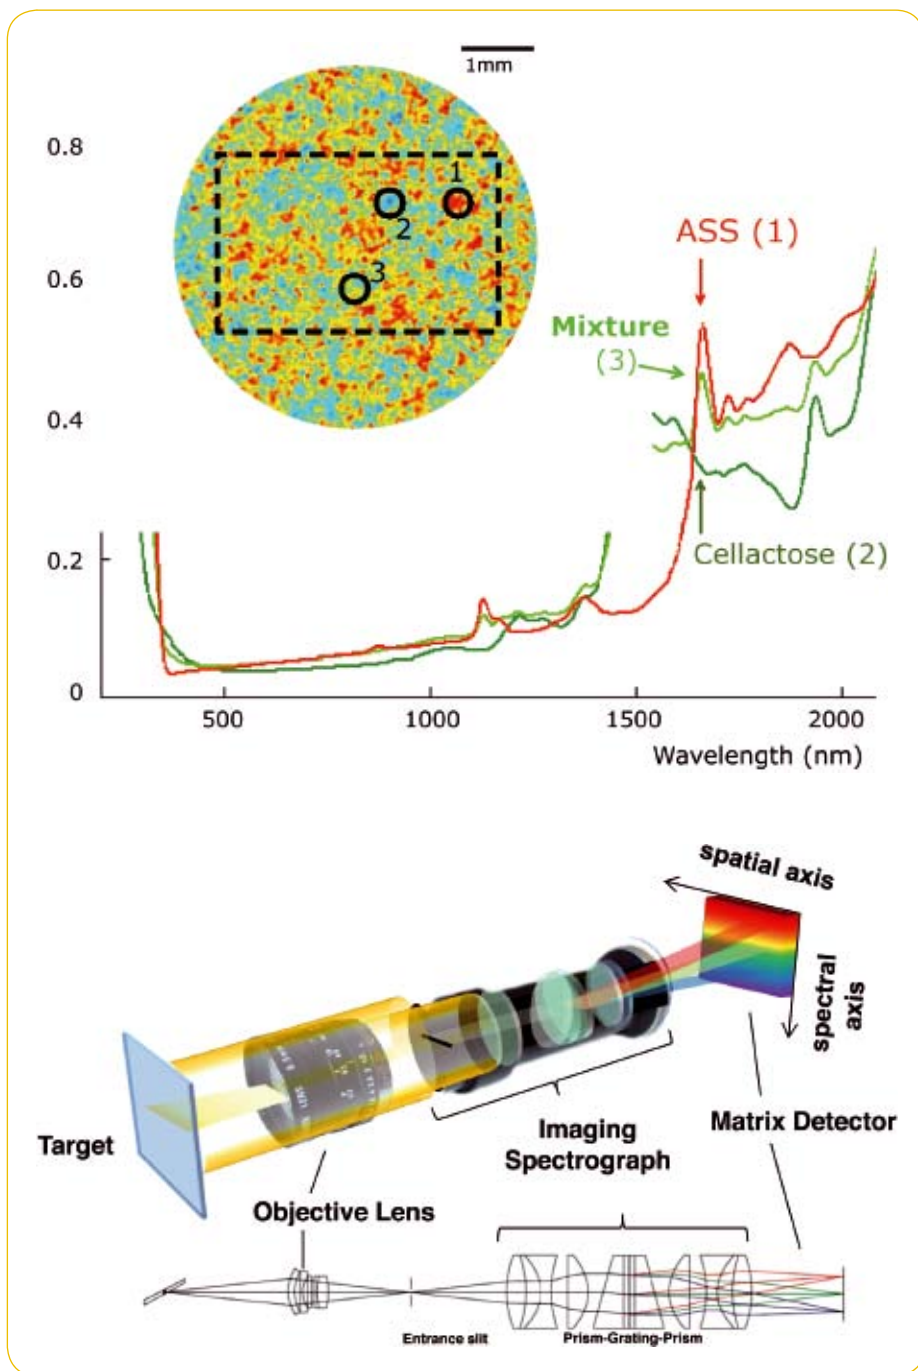 1mm
0.8
1
2
ASS (1)
0.6
3
Mixture
(3)
0.4
Cellactose (2)
0.2
0
500
1000
1500
2000
Wavelength (nm)
spatial axis
spectral
axis
Target
Imaging
Spectrograph
Matrix Detector
Objective Lens
Entrance slit
Prism-Grating-Prism